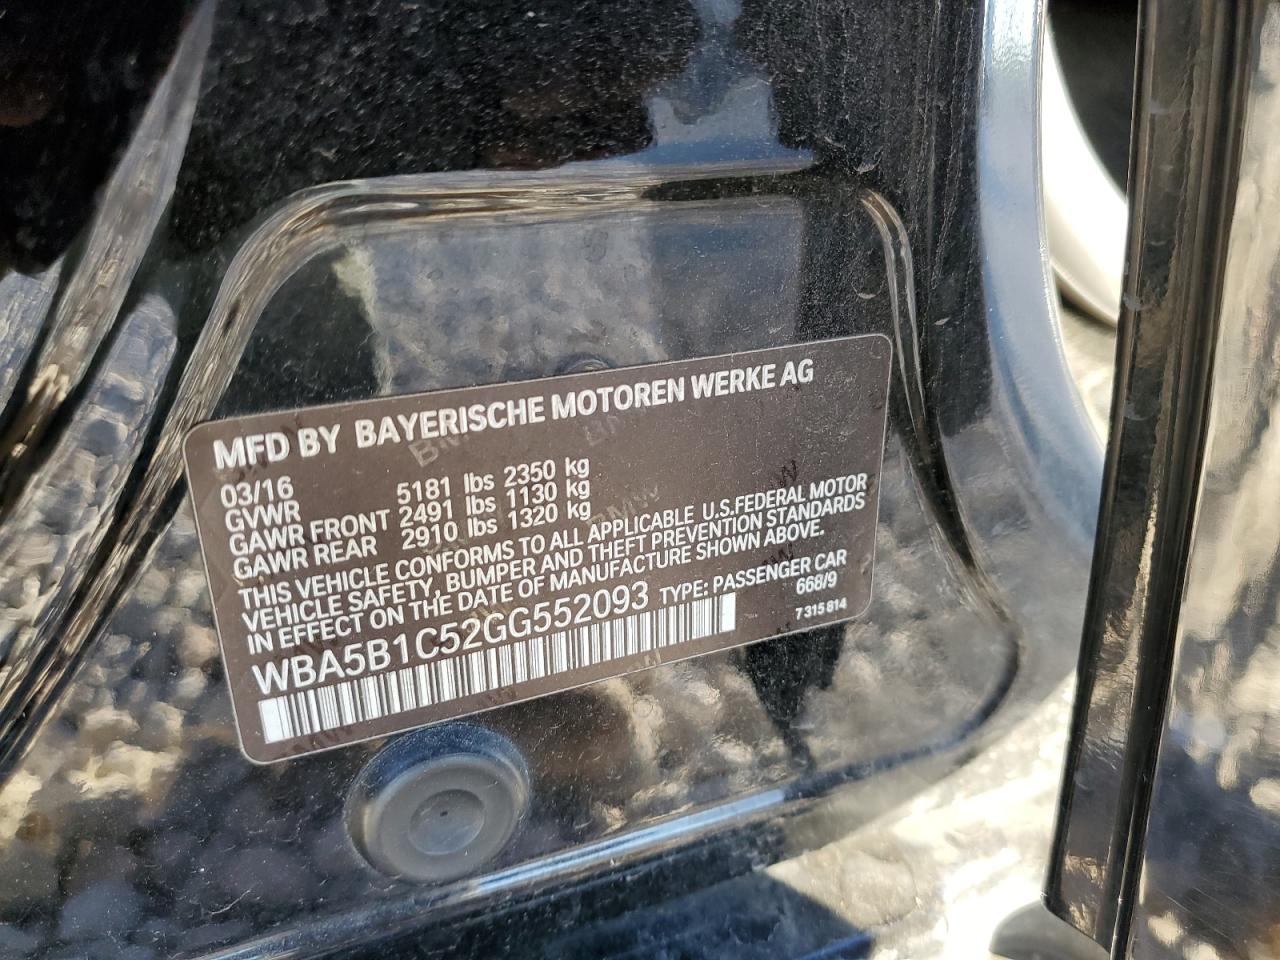 MFD BY BAYERISCHE MOTOREN WERKE AG
03/16
GVWR 5181 lbs 2350 kg
GAWR FRONT 2491 lbs 1130 kg
GAWR REAR 2910 lbs 1320 kg
THIS VEHICLE CONFORMS TO ALL APPLICABLE U.S.FEDERAL MOTOR
VEHICLE SAFETY, BUMPER AND THEFT PREVENTION STANDARDS
IN EFFECT ON THE DATE OF MANUFACTURE SHOWN ABOVE.
WBA5B1C52GG552093 TYPE: PASSENGER CAR
668/9
7 315 814